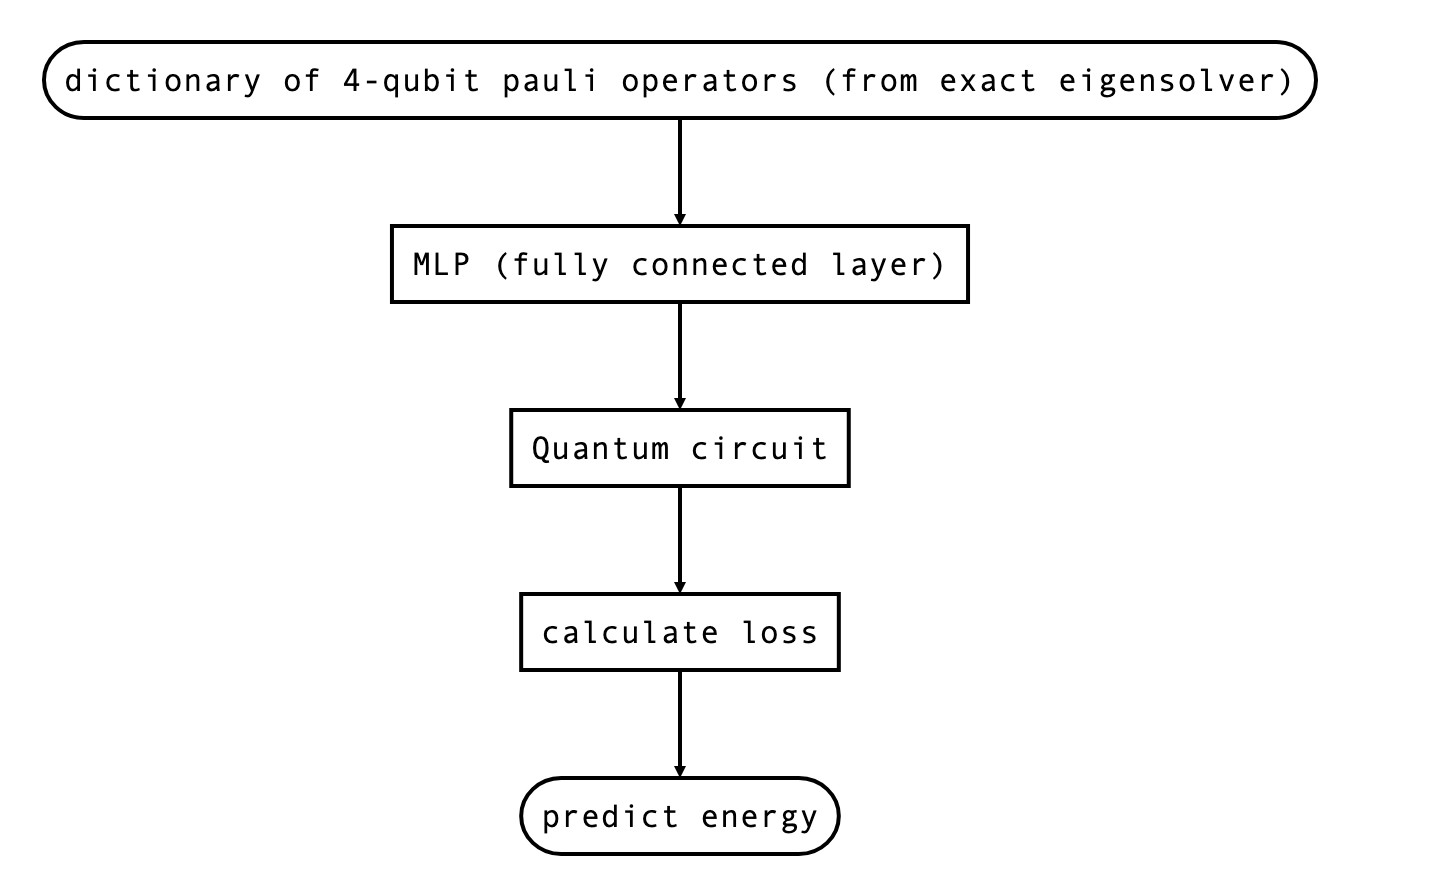 dictionary of 4-qubit pauli operators (from exact eigensolver)
MLP (fully connected layer)
Quantum circuit
calculate loss
predict energy